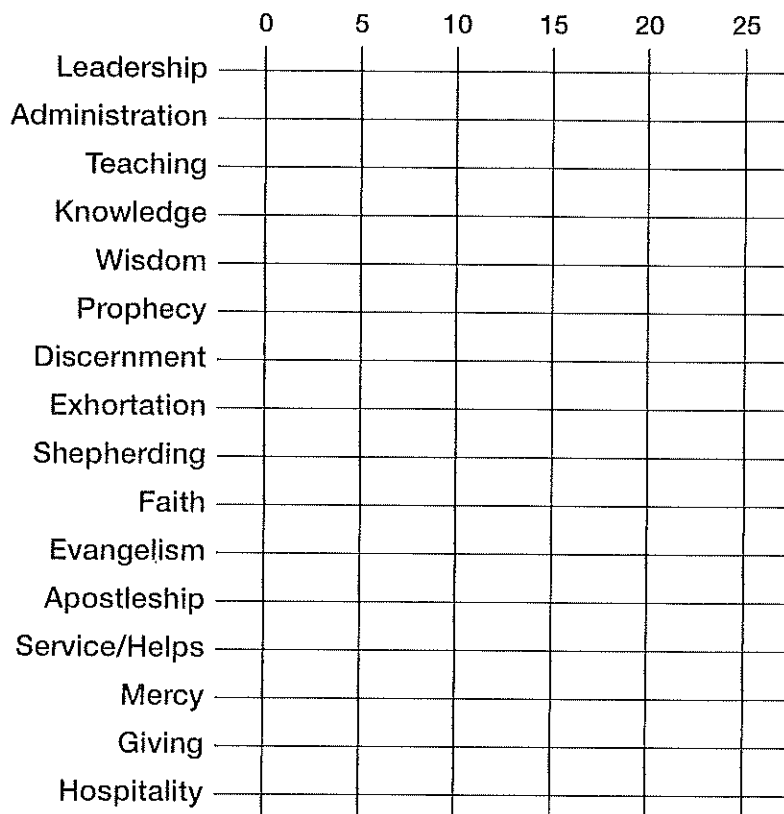 0 5 10 15 20 25
Leadership
Administration
Teaching
Knowledge
Wisdom
Prophecy
Discernment
Exhortation
Shepherding
Faith
Evangelism
Apostleship
Service/Helps
Mercy
Giving
Hospitality